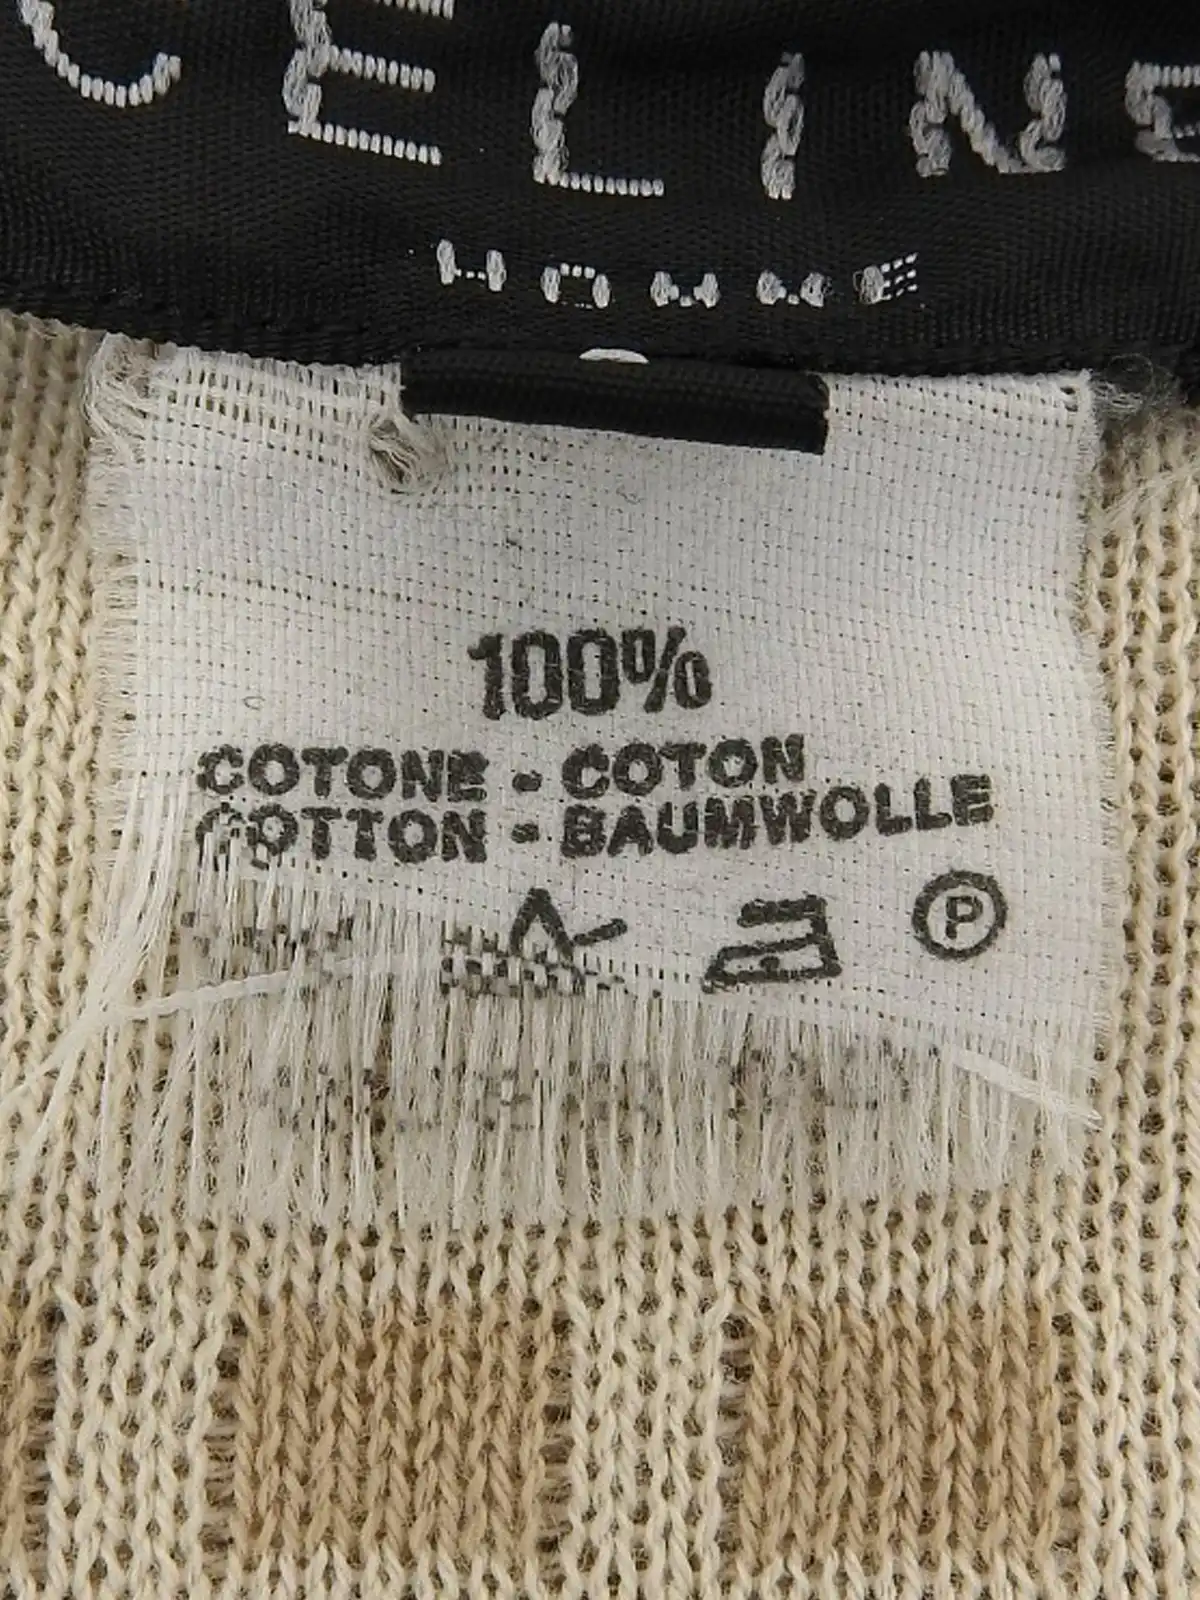 CELINE
HOMME
100%
COTONE - COTON
COTTON - BAUMWOLLE
P